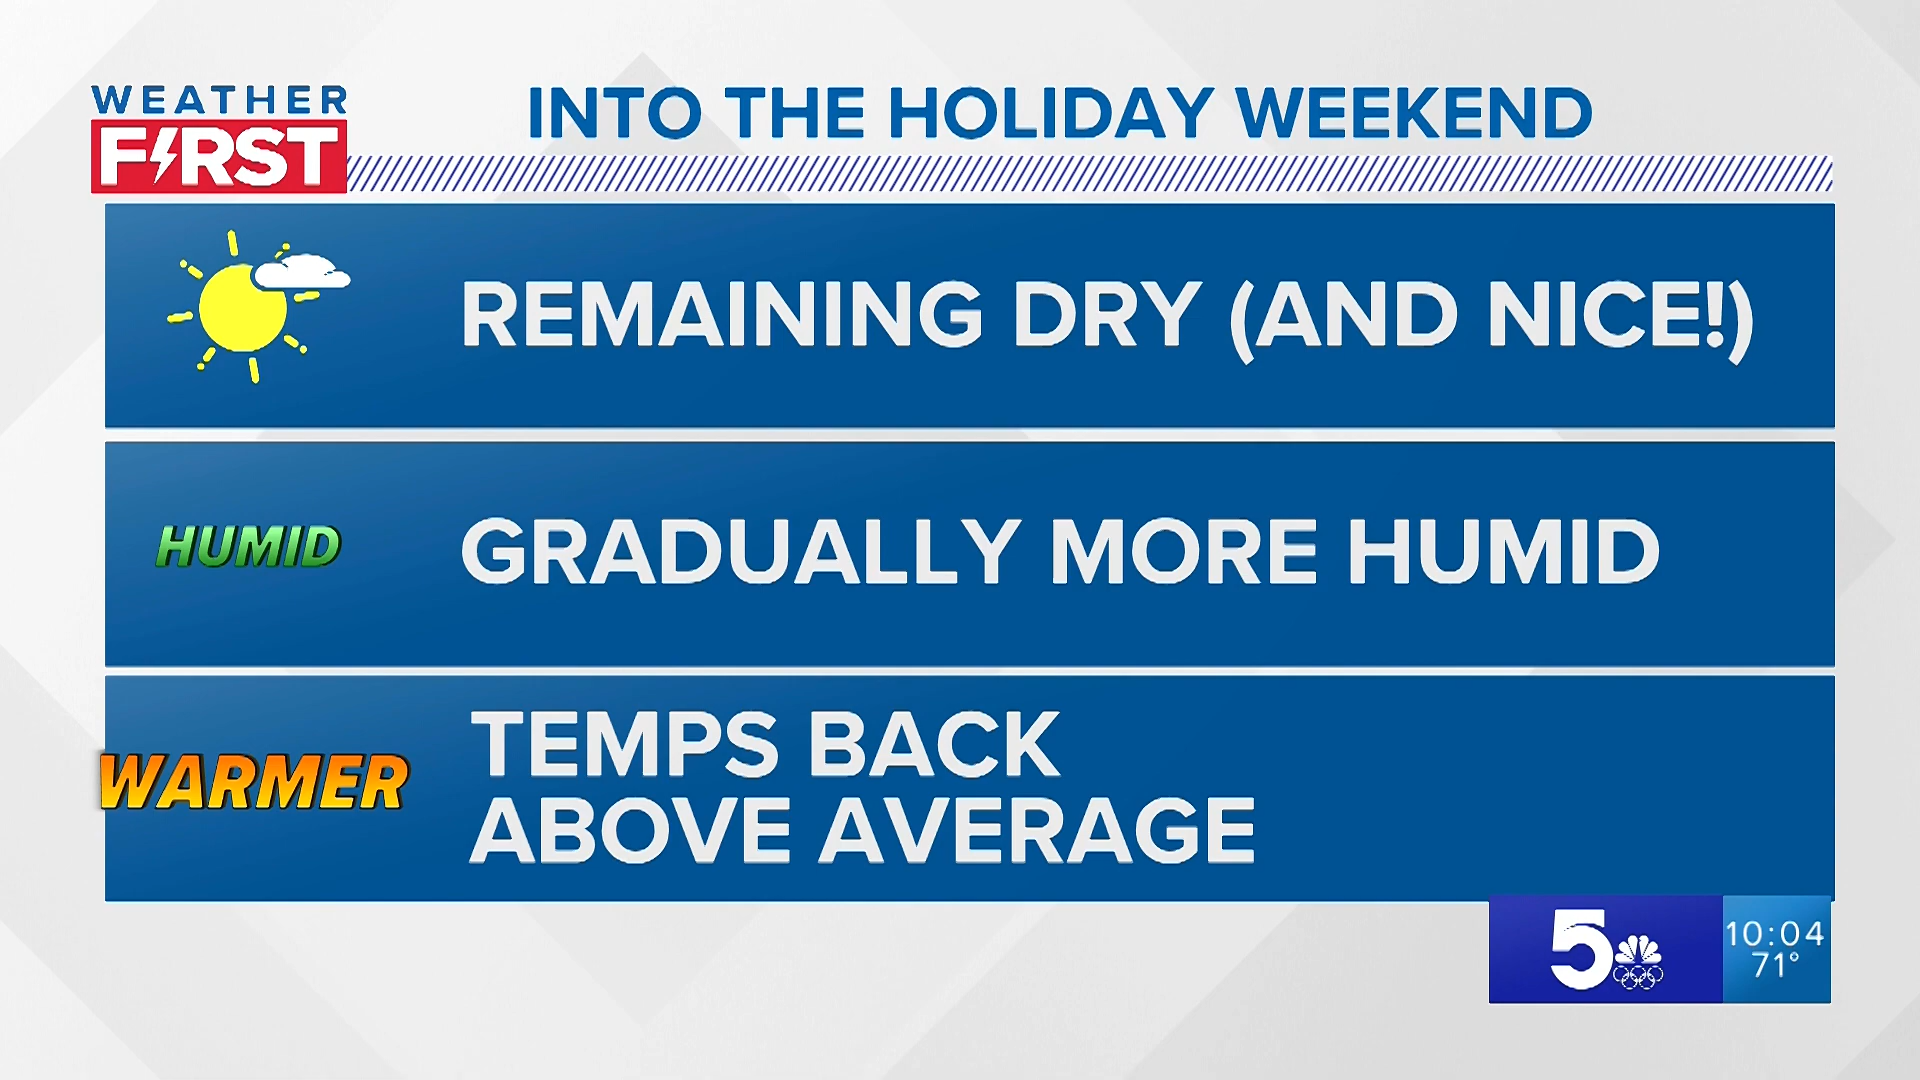 WEATHER
FIRST
INTO THE HOLIDAY WEEKEND
REMAINING DRY (AND NICE!)
HUMID
GRADUALLY MORE HUMID
WARMER
TEMPS BACK
ABOVE AVERAGE
5
10:04
71°